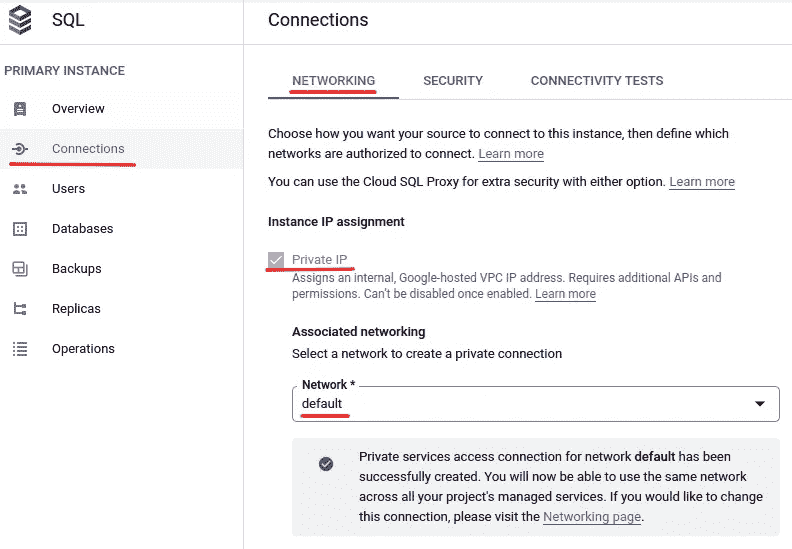 SQL
PRIMARY INSTANCE
Overview
Connections
Users
Databases
Backups
Replicas
Operations
Connections
NETWORKING SECURITY CONNECTIVITY TESTS
Choose how you want your source to connect to this instance, then define which
networks are authorized to connect. Learn more
You can use the Cloud SQL Proxy for extra security with either option. Learn more
Instance IP assignment
Private IP
Assigns an internal, Google-hosted VPC IP address. Requires additional APIs and
permissions. Can't be disabled once enabled. Learn more
Associated networking
Select a network to create a private connection
Network *
default
Private services access connection for network default has been
successfully created. You will now be able to use the same network
across all your project's managed services. If you would like to change
this connection, please visit the Networking page.